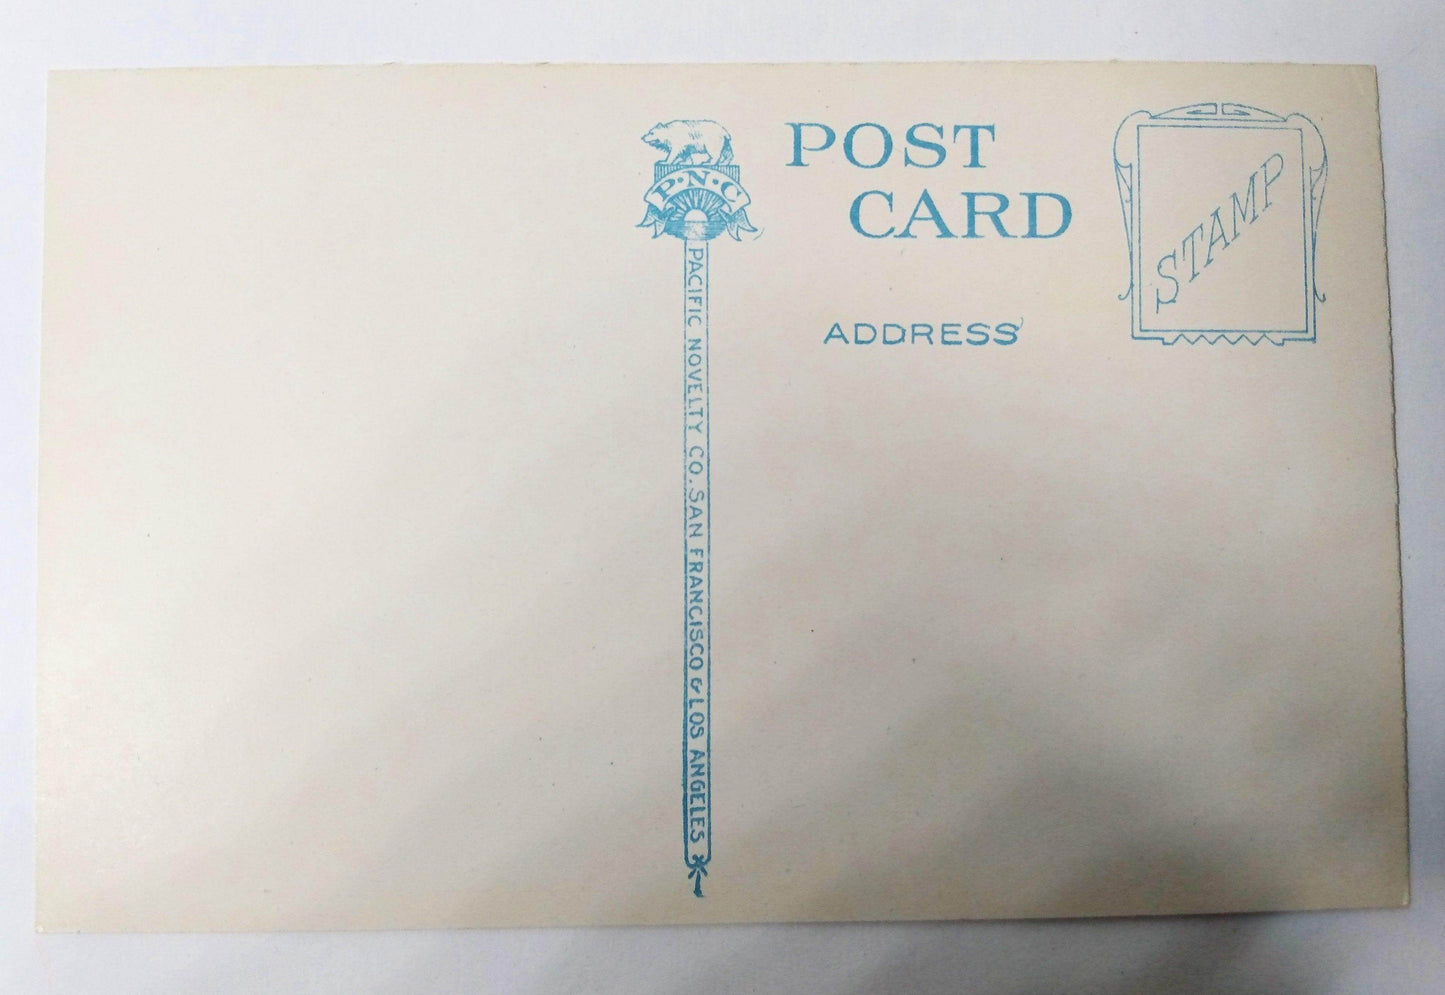 P·N·C
PACIFIC NOVELTY CO. SAN FRANCISCO & LOS ANGELES
POST
CARD
ADDRESS
STAMP